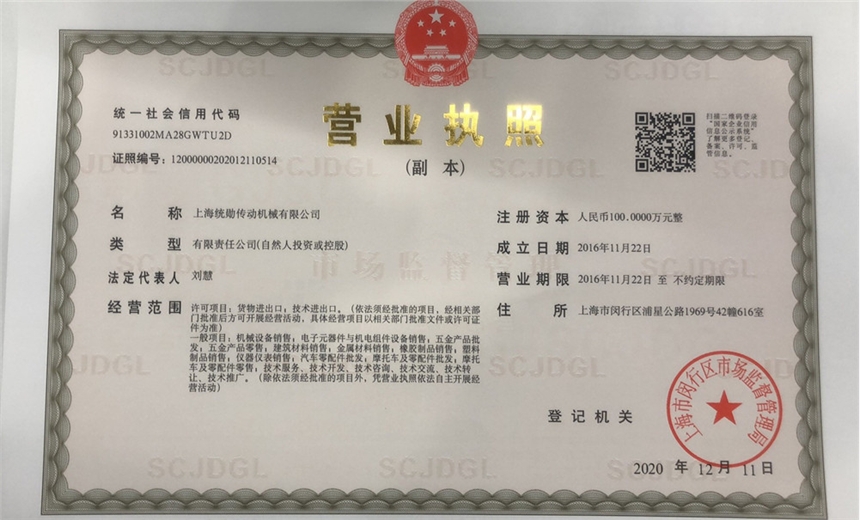 统一社会信用代码
91331002MA28GWTU2D
证照编号：12000000202012110514
营业执照
(副 本)
扫描二维码登录
"国家企业信用
信息公示系统"
了解更多登记、
备案、许可、监
管信息。
名 称 上海统勋传动机械有限公司
类 型 有限责任公司(自然人投资或控股)
法定代表人 刘慧
经营范围 许可项目：货物进出口；技术进出口。（依法须经批准的项目，经相关部
门批准后方可开展经营活动，具体经营项目以相关部门批准文件或许可证
件为准）
一般项目：机械设备销售；电子元器件与机电组件设备销售；五金产品批
发；五金产品零售；建筑材料销售；金属材料销售；橡胶制品销售；塑料
制品销售；仪器仪表销售；汽车零配件批发；摩托车及零配件批发；摩托
车及零配件零售；技术服务、技术开发、技术咨询、技术交流、技术转
让、技术推广。（除依法须经批准的项目外，凭营业执照依法自主开展经
营活动）
注册资本 人民币100.0000万元整
成立日期 2016年11月22日
营业期限 2016年11月22日 至 不约定期限
住 所 上海市闵行区浦星公路1969号42幢616室
市场监督管理
登记机关
上海市闵行区市场监督管理局
2020 年 12 月 11 日
SCJDGL
SCJDGL
SCJDGL
SCJDGL
SCJDGL
SCJDGL